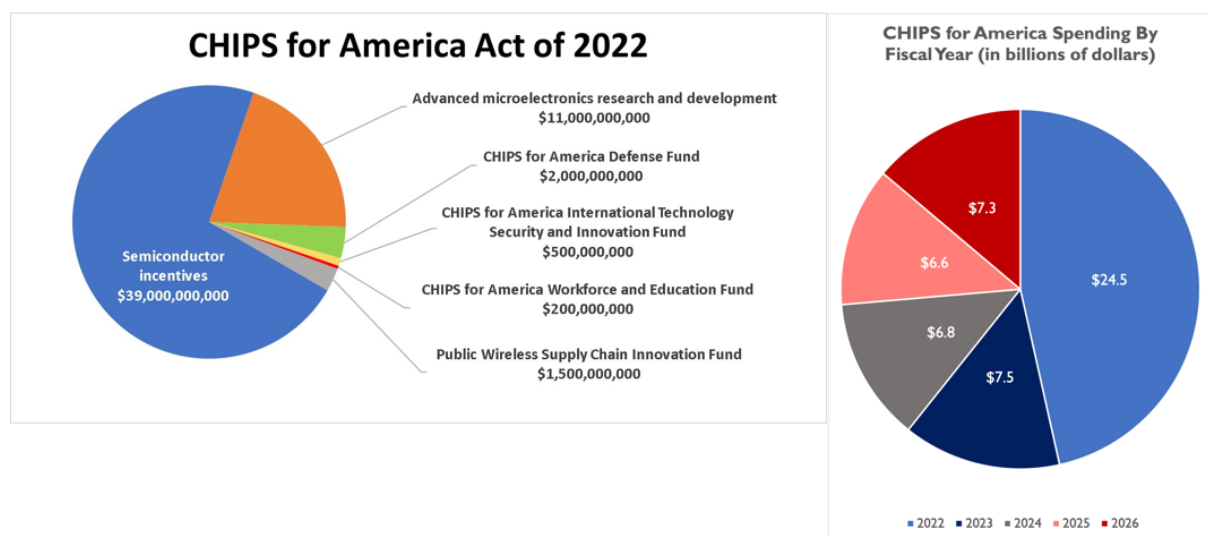 CHIPS for America Act of 2022
Advanced microelectronics research and development
$11,000,000,000
CHIPS for America Defense Fund
$2,000,000,000
CHIPS for America International Technology
Security and Innovation Fund
$500,000,000
Semiconductor
incentives
$39,000,000,000
CHIPS for America Workforce and Education Fund
$200,000,000
Public Wireless Supply Chain Innovation Fund
$1,500,000,000
CHIPS for America Spending By
Fiscal Year (in billions of dollars)
$7.3
$6.6
$24.5
$6.8
$7.5
2022 2023 2024 2025 2026